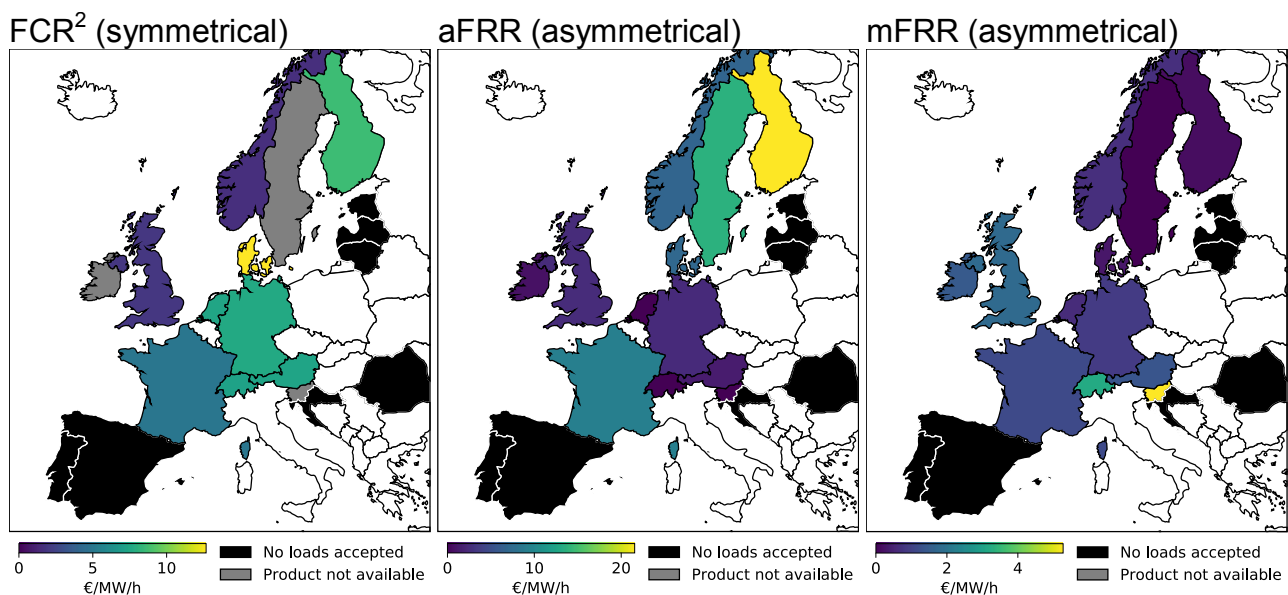 FCR² (symmetrical)
aFRR (asymmetrical)
mFRR (asymmetrical)
0 5 10
€/MW/h
No loads accepted
Product not available
0 10 20
€/MW/h
No loads accepted
Product not available
0 2 4
€/MW/h
No loads accepted
Product not available